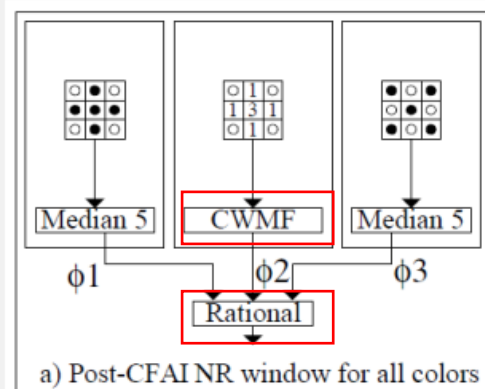 1
1 3 1
1
Median 5
CWMF
Median 5
ϕ1
ϕ2
ϕ3
Rational
a) Post-CFAI NR window for all colors